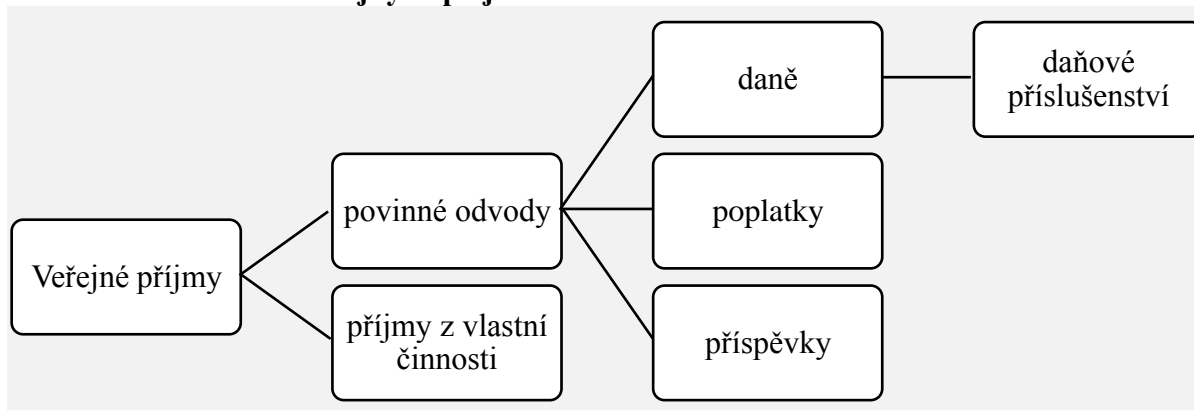 daně
daňové
příslušenství
povinné odvody
poplatky
Veřejné příjmy
příjmy z vlastní
činnosti
příspěvky